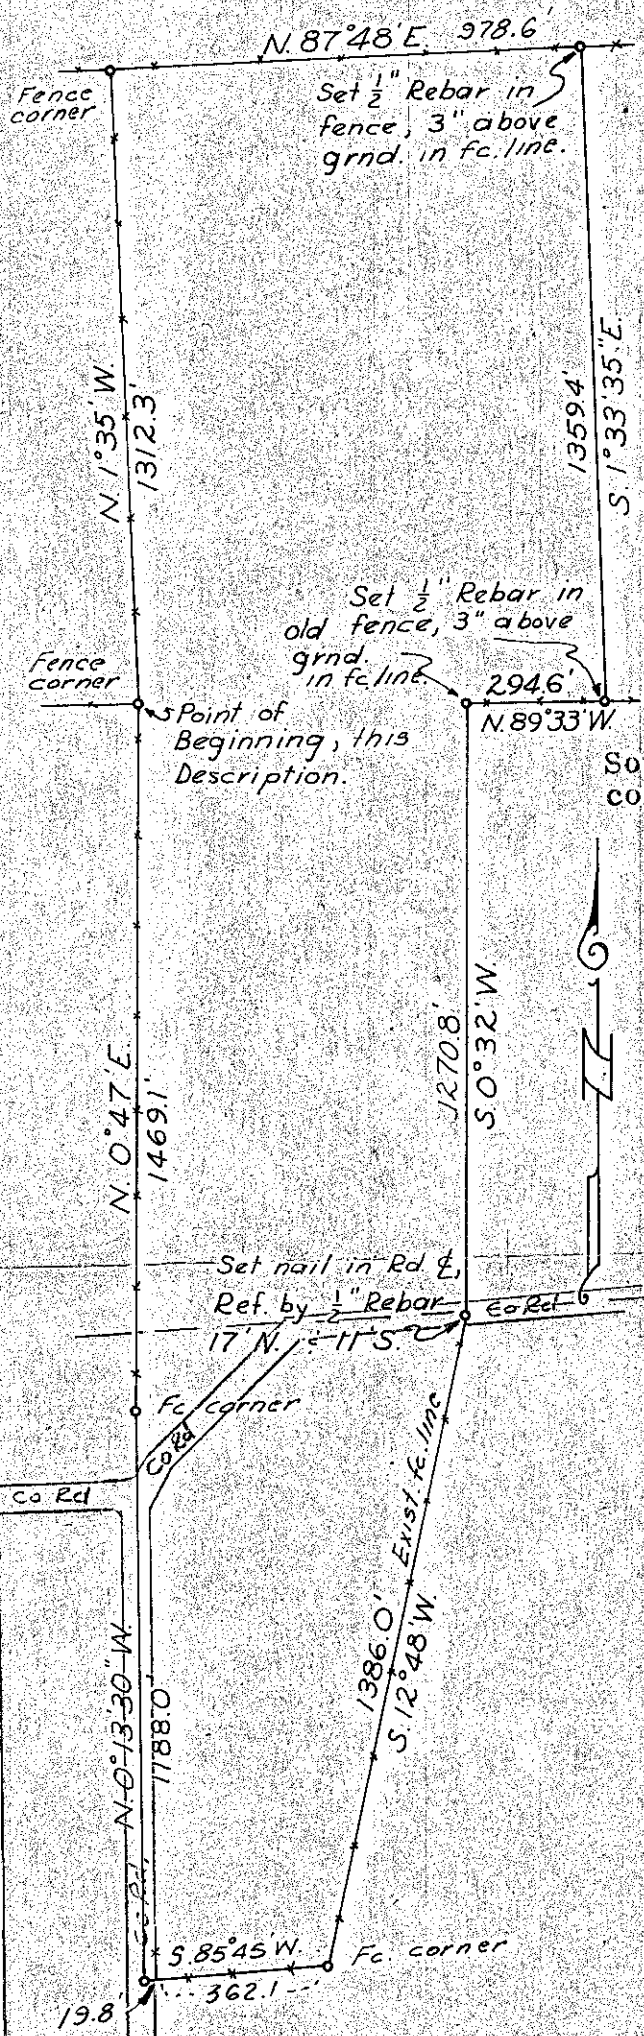 N. 87°48' E. 978.6'
Fence
corner
Set ½" Rebar in
fence, 3" above
grnd. in fc. line.
N. 1°35' W.
1312.3'
1359.4'
S. 1°33'35" E.
Set ½" Rebar in
old fence, 3" above
grnd.
in fc. line
Fence
corner
294.6'
N. 89°33' W.
Point of
Beginning, this
Description.
So
co
N
N. 0°47' E.
1469.1'
1270.8'
S. 0°32' W.
Set nail in Rd ℄,
Ref. by ½" Rebar
17' N. & 11' S.
Co Rd
Fc. corner
Co Rd
Co Rd
Exist. fc. line
1386.0'
S. 12°48' W.
N. 0°13'30" W.
1788.0'
Co Rd.
S. 85°45' W.
Fc. corner
362.1
19.8'